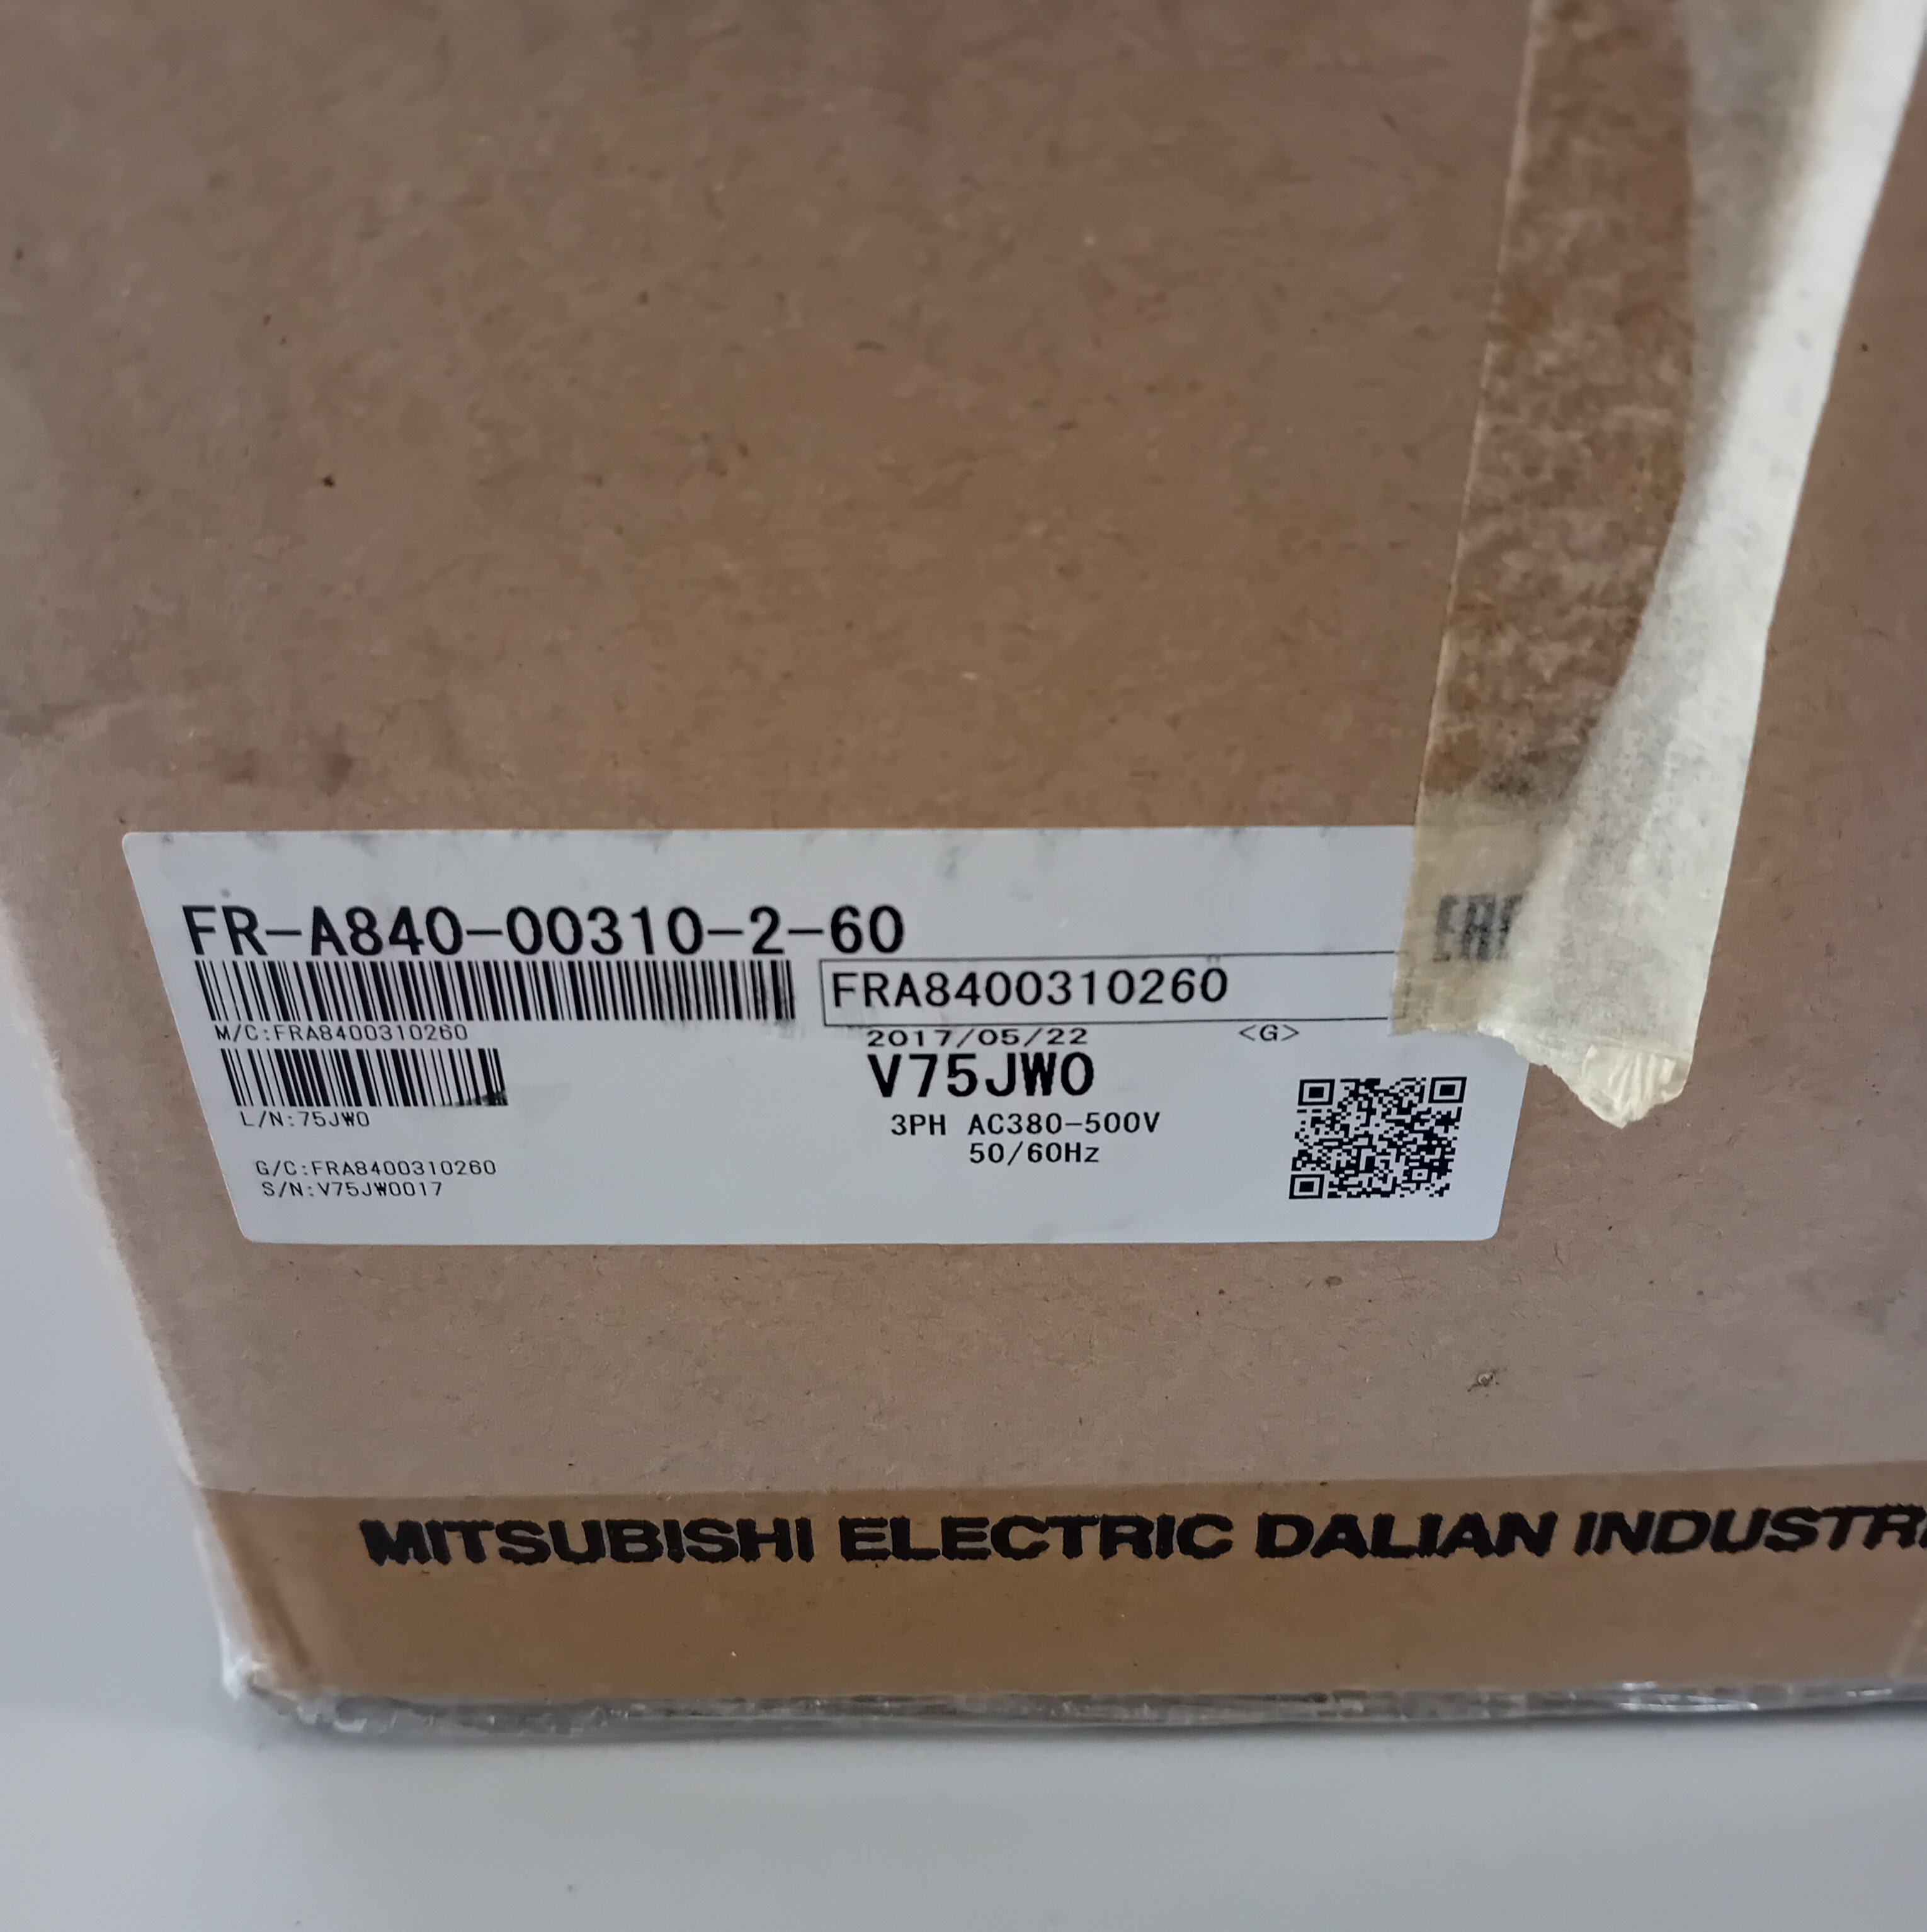 FR-A840-00310-2-60
EAC
FRA8400310260
M/C:FRA8400310260
2017/05/22 <G>
V75JW0
L/N:75JW0
3PH AC380-500V
50/60Hz
G/C:FRA8400310260
S/N:V75JW0017
MITSUBISHI ELECTRIC DALIAN INDUSTR